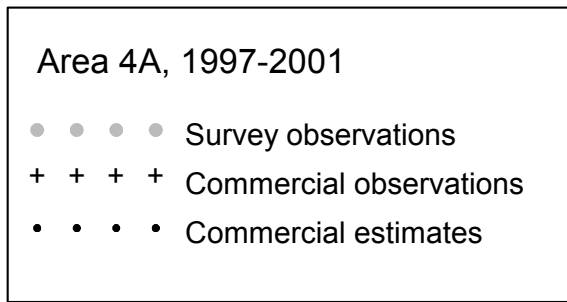 Area 4A, 1997-2001
Survey observations
Commercial observations
Commercial estimates